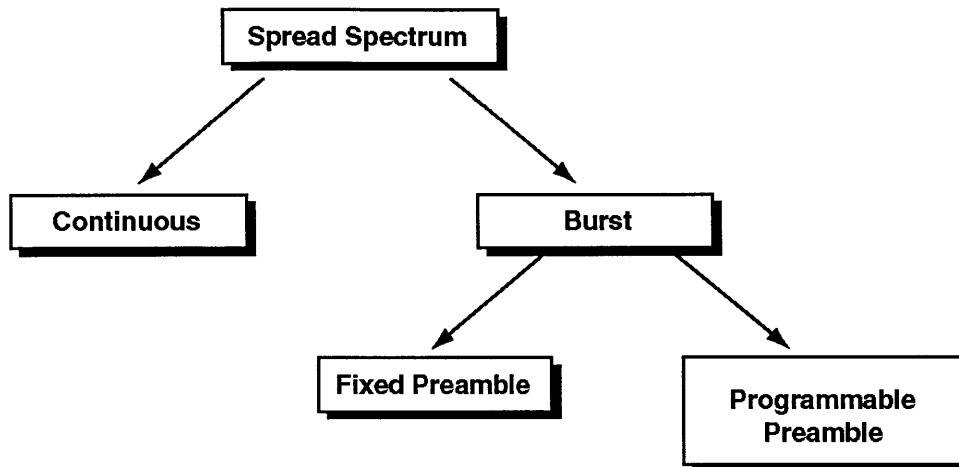 Spread Spectrum
Continuous
Burst
Fixed Preamble
Programmable
Preamble